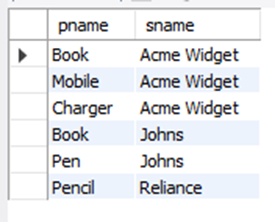 pname sname
Book Acme Widget
Mobile Acme Widget
Charger Acme Widget
Book Johns
Pen Johns
Pencil Reliance